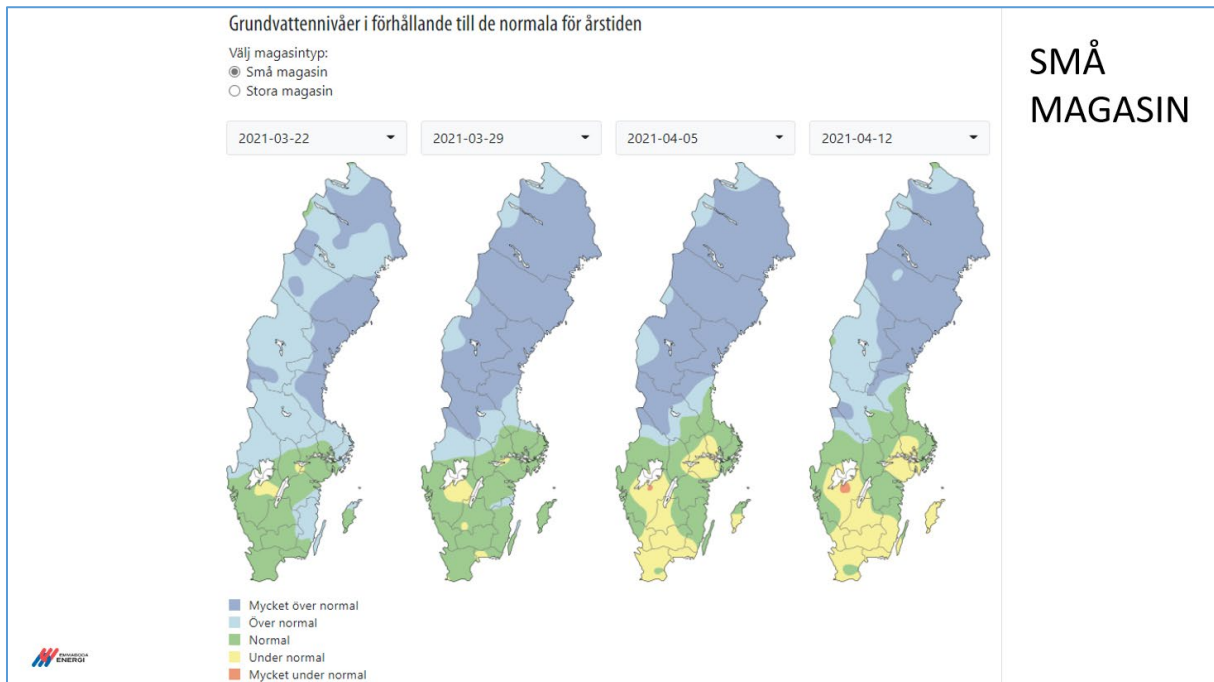 Grundvattennivåer i förhållande till de normala för årstiden
Välj magasintyp:
Små magasin
Stora magasin
2021-03-22
2021-03-29
2021-04-05
2021-04-12
Mycket över normal
Över normal
Normal
Under normal
Mycket under normal
SMÅ
MAGASIN
EMMABODA
ENERGI